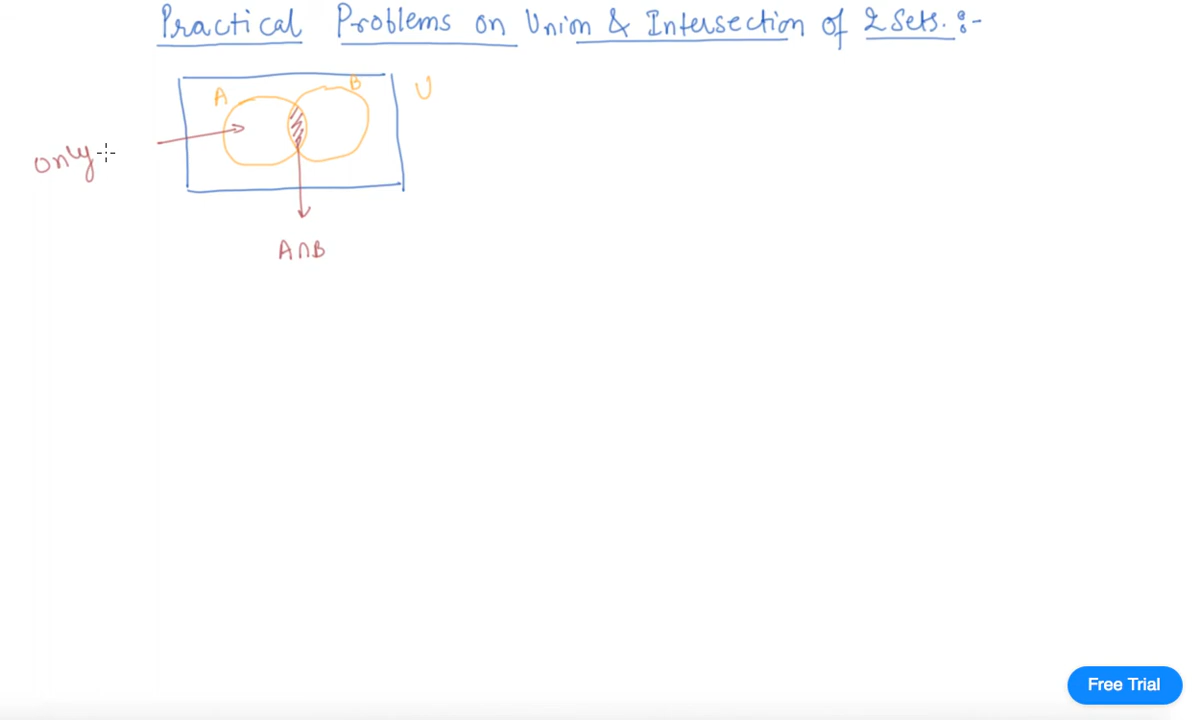 Practical Problems on Union & Intersection of 2 Sets :-
A
B
U
only
A∩B
Free Trial